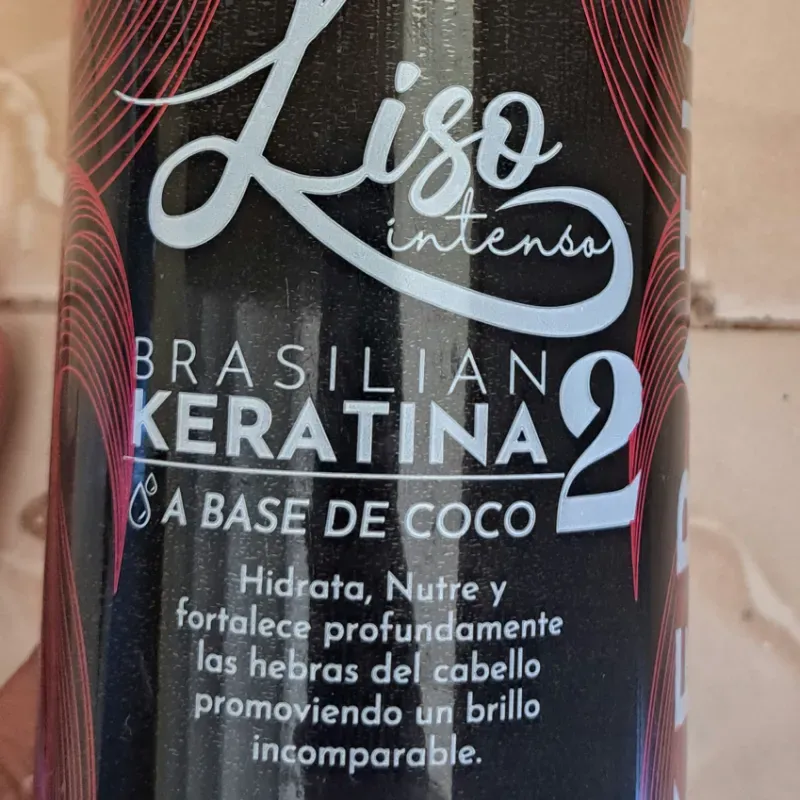 Liso
intenso
BRASILIAN
KERATINA 2
A BASE DE COCO
Hidrata, Nutre y
fortalece profundamente
las hebras del cabello
promoviendo un brillo
incomparable.